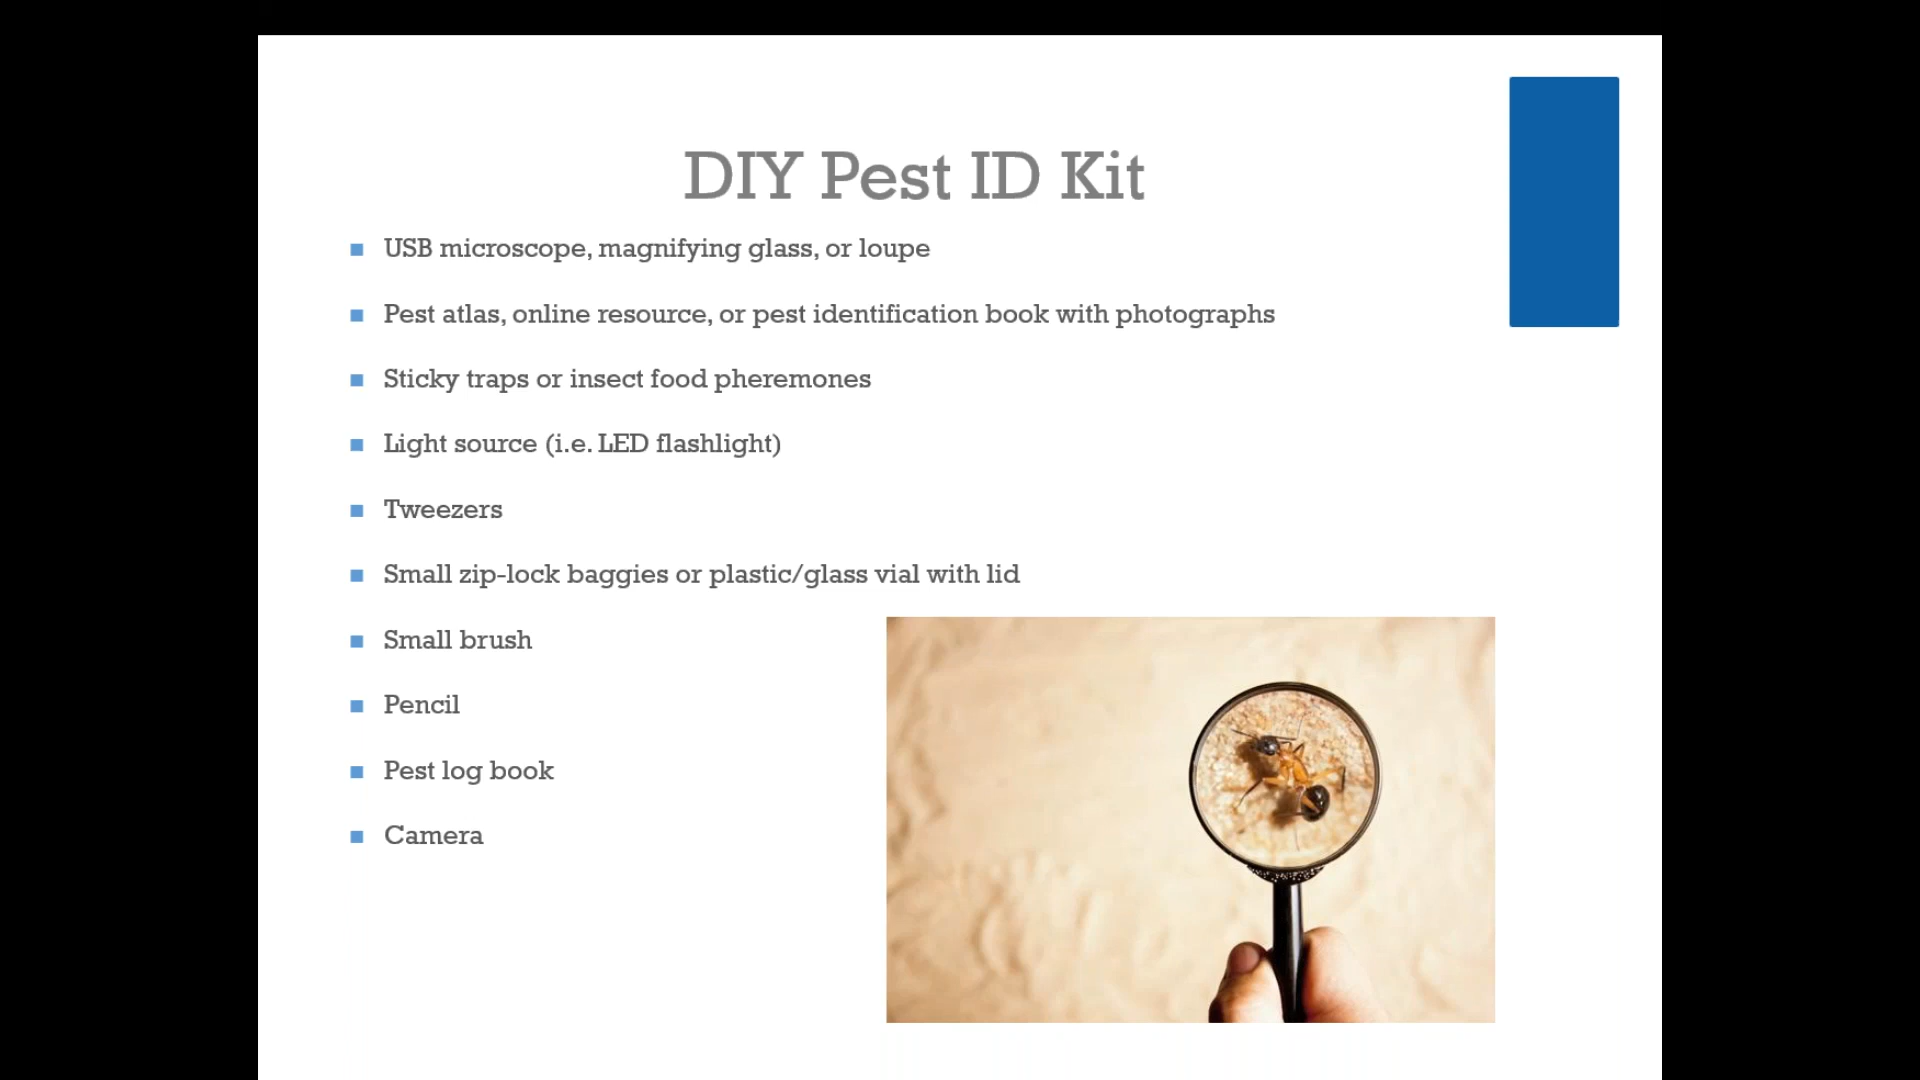 DIY Pest ID Kit
USB microscope, magnifying glass, or loupe
Pest atlas, online resource, or pest identification book with photographs
Sticky traps or insect food pheremones
Light source (i.e. LED flashlight)
Tweezers
Small zip-lock baggies or plastic/glass vial with lid
Small brush
Pencil
Pest log book
Camera